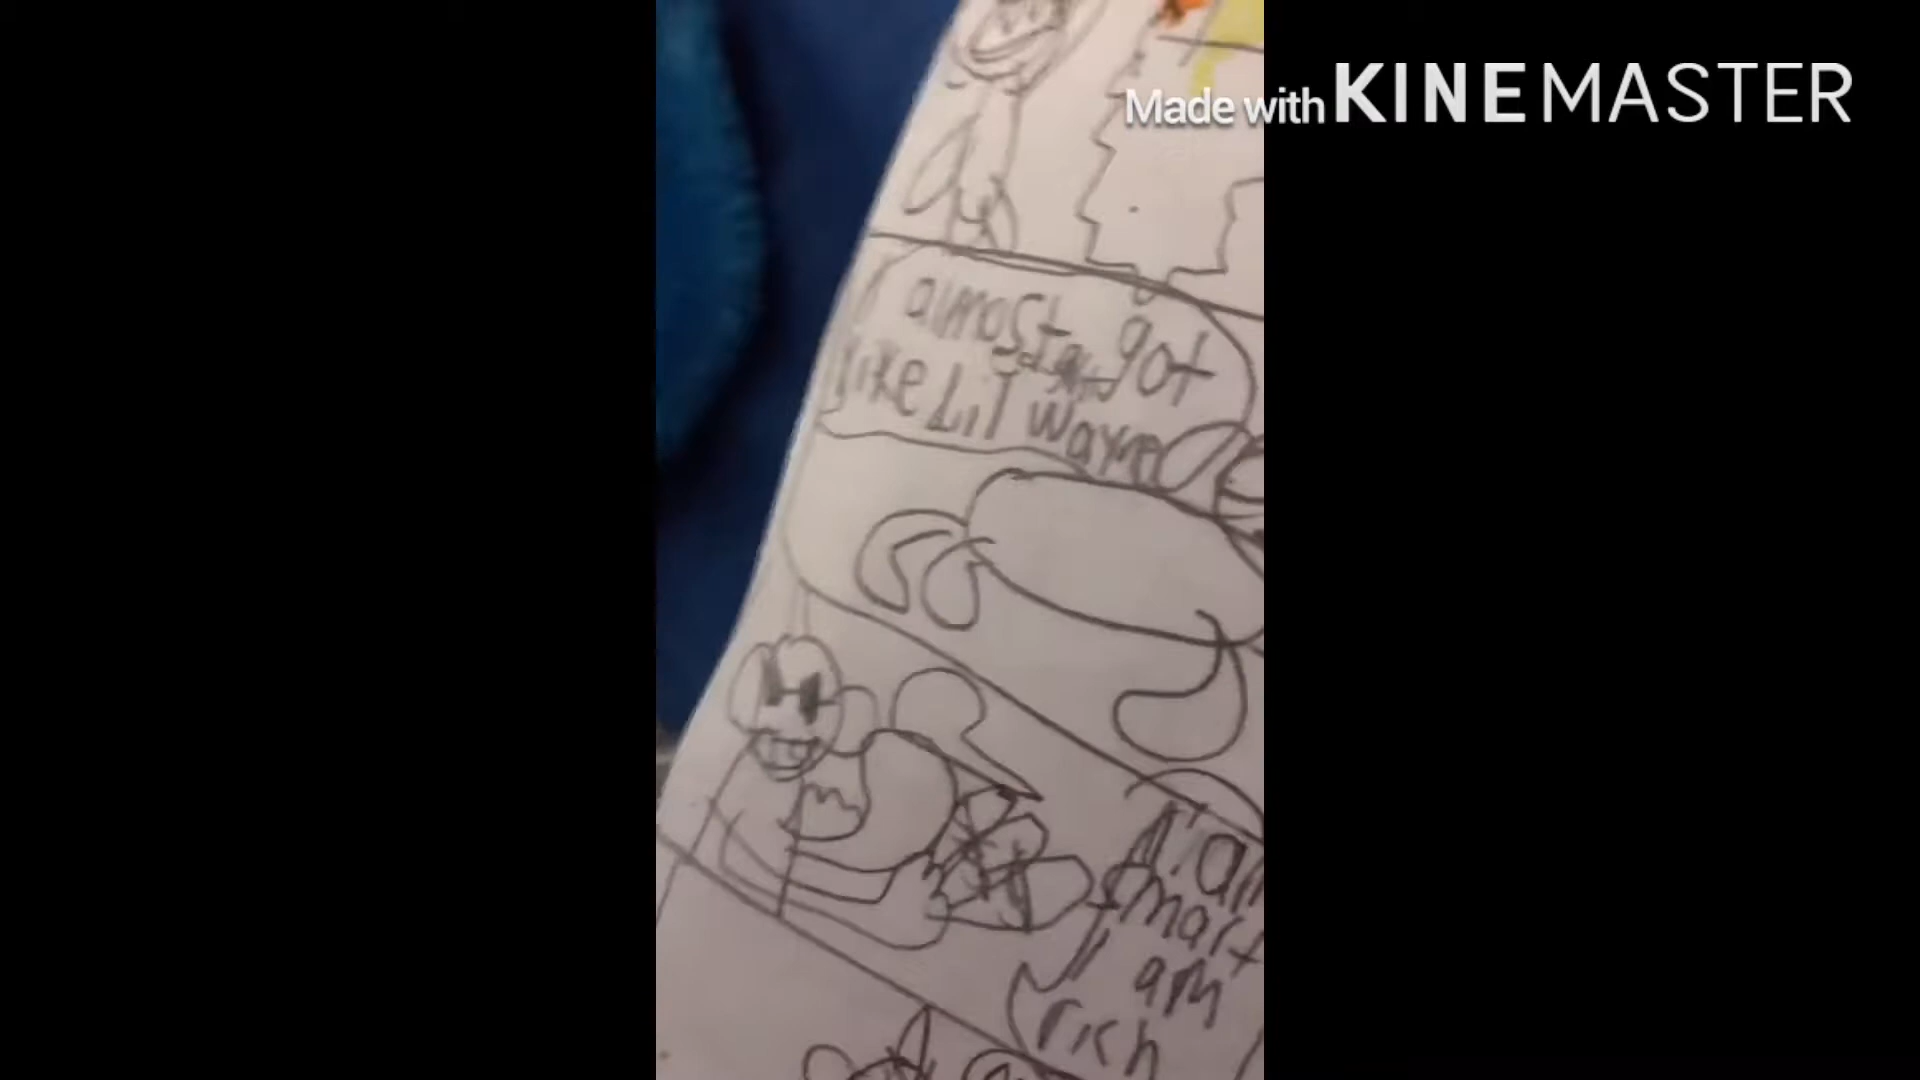 Made with KINEMASTER
I almost got
like Lil Wayne
I am
smart
I am
rich